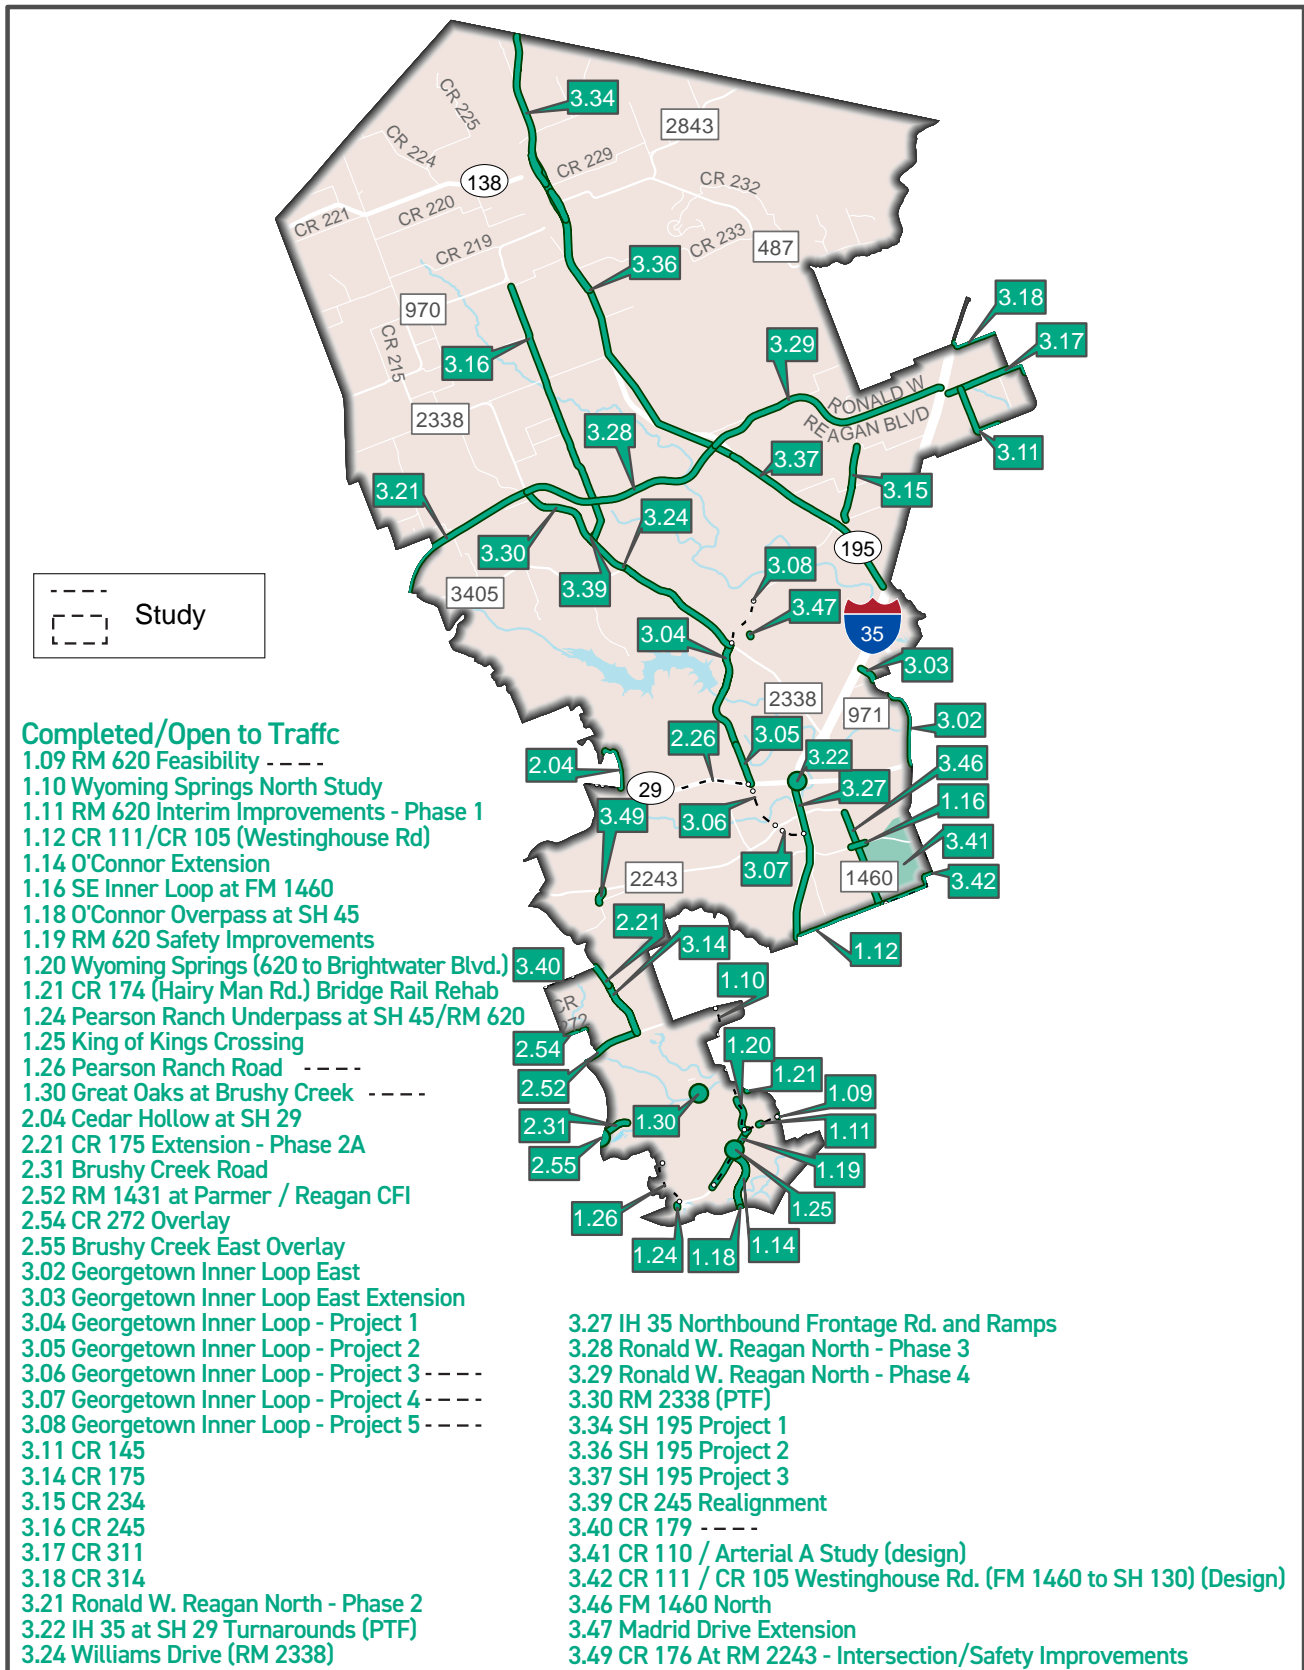 CR 225
3.34
2843
CR 224
CR 229
138
CR 232
CR 221
CR 220
CR 219
CR 233
487
3.36
970
3.18
3.17
CR 215
3.16
3.29
RONALD W
REAGAN BLVD
2338
3.28
3.11
3.37
3.21
3.15
3.24
3.30
195
3.39
3.08
3405
3.47
Study
3.04
35
3.03
2338
971
3.02
Completed/Open to Traffc
2.26
3.05
3.22
3.46
2.04
29
3.27
1.16
3.49
3.06
3.41
3.07
2243
1460
3.42
2.21
3.14
1.12
3.40
1.10
CR
272
2.54
1.20
2.52
1.21
1.09
2.31
1.30
1.11
2.55
1.19
1.26
1.25
1.24
1.18
1.14
1.09 RM 620 Feasibility ----
1.10 Wyoming Springs North Study
1.11 RM 620 Interim Improvements - Phase 1
1.12 CR 111/CR 105 (Westinghouse Rd)
1.14 O'Connor Extension
1.16 SE Inner Loop at FM 1460
1.18 O'Connor Overpass at SH 45
1.19 RM 620 Safety Improvements
1.20 Wyoming Springs (620 to Brightwater Blvd.)
1.21 CR 174 (Hairy Man Rd.) Bridge Rail Rehab
1.24 Pearson Ranch Underpass at SH 45/RM 620
1.25 King of Kings Crossing
1.26 Pearson Ranch Road ----
1.30 Great Oaks at Brushy Creek ----
2.04 Cedar Hollow at SH 29
2.21 CR 175 Extension - Phase 2A
2.31 Brushy Creek Road
2.52 RM 1431 at Parmer / Reagan CFI
2.54 CR 272 Overlay
2.55 Brushy Creek East Overlay
3.02 Georgetown Inner Loop East
3.03 Georgetown Inner Loop East Extension
3.04 Georgetown Inner Loop - Project 1
3.05 Georgetown Inner Loop - Project 2
3.06 Georgetown Inner Loop - Project 3 ----
3.07 Georgetown Inner Loop - Project 4 ----
3.08 Georgetown Inner Loop - Project 5 ----
3.11 CR 145
3.14 CR 175
3.15 CR 234
3.16 CR 245
3.17 CR 311
3.18 CR 314
3.21 Ronald W. Reagan North - Phase 2
3.22 IH 35 at SH 29 Turnarounds (PTF)
3.24 Williams Drive (RM 2338)
3.27 IH 35 Northbound Frontage Rd. and Ramps
3.28 Ronald W. Reagan North - Phase 3
3.29 Ronald W. Reagan North - Phase 4
3.30 RM 2338 (PTF)
3.34 SH 195 Project 1
3.36 SH 195 Project 2
3.37 SH 195 Project 3
3.39 CR 245 Realignment
3.40 CR 179 ----
3.41 CR 110 / Arterial A Study (design)
3.42 CR 111 / CR 105 Westinghouse Rd. (FM 1460 to SH 130) (Design)
3.46 FM 1460 North
3.47 Madrid Drive Extension
3.49 CR 176 At RM 2243 - Intersection/Safety Improvements